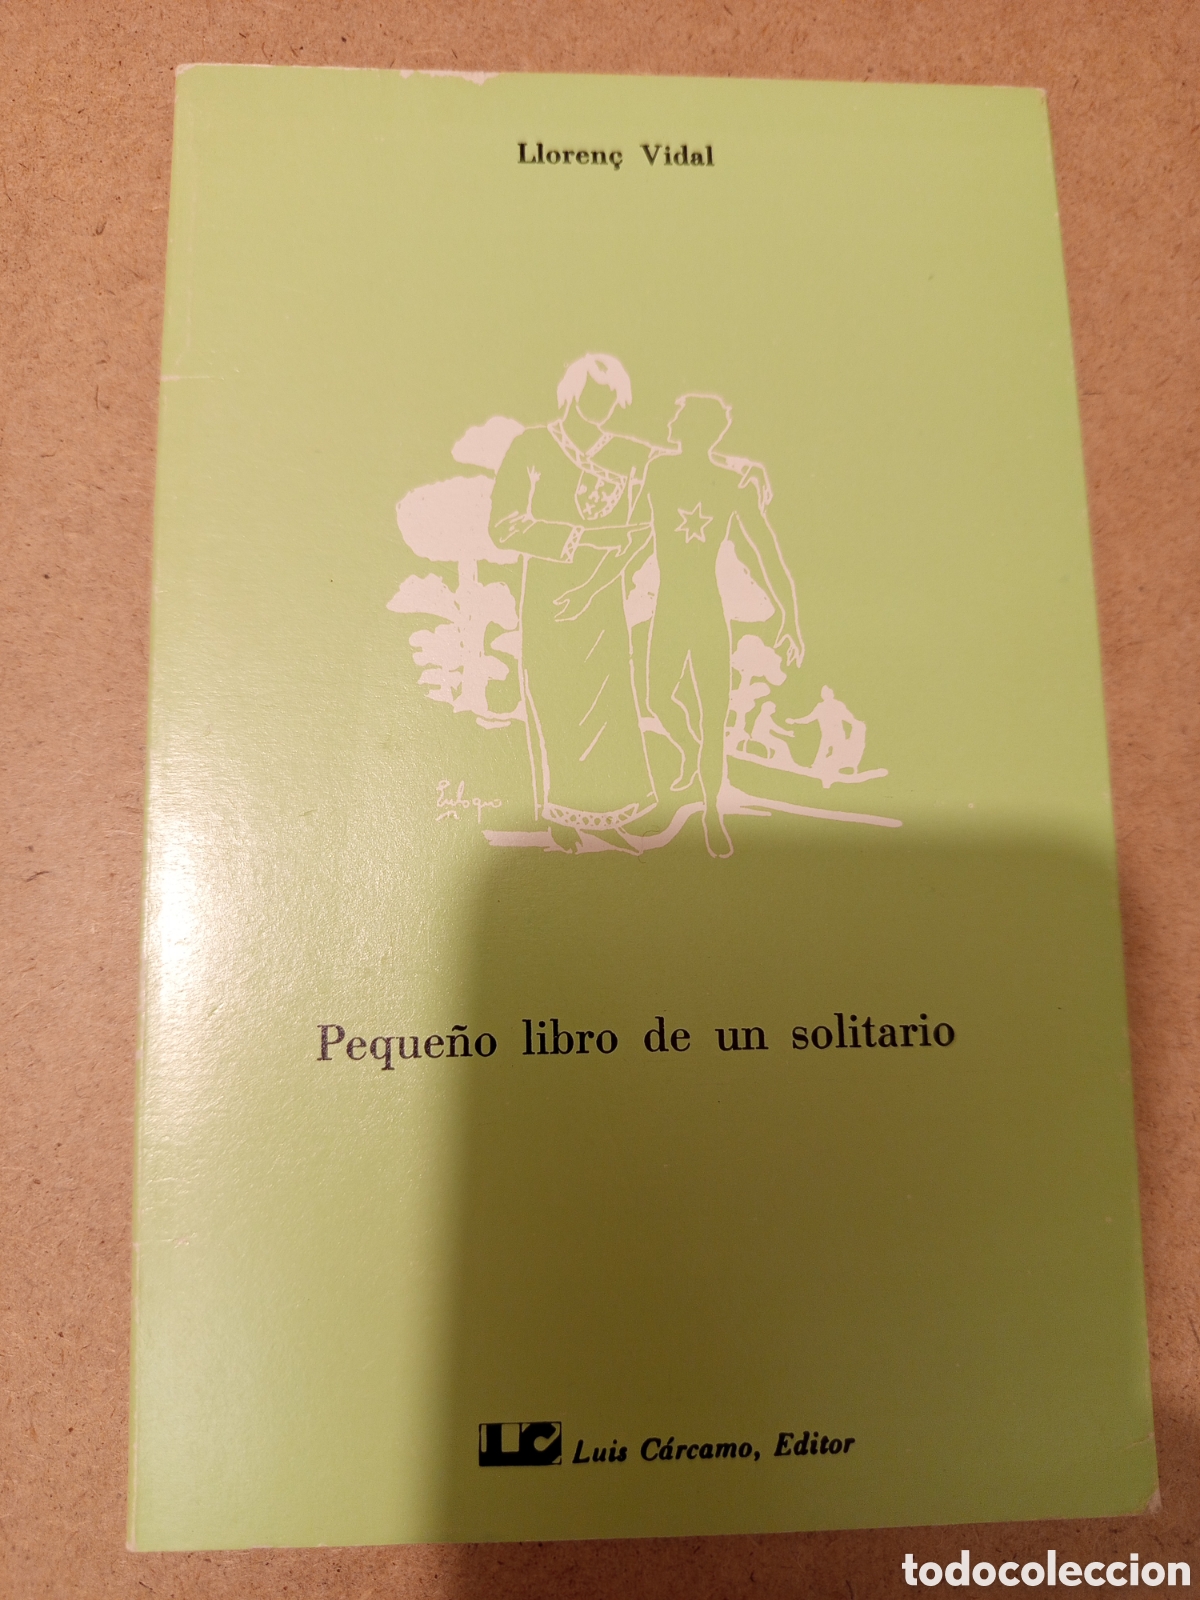 Llorenç Vidal
Pequeño libro de un solitario
Luis Cárcamo, Editor
todocoleccion